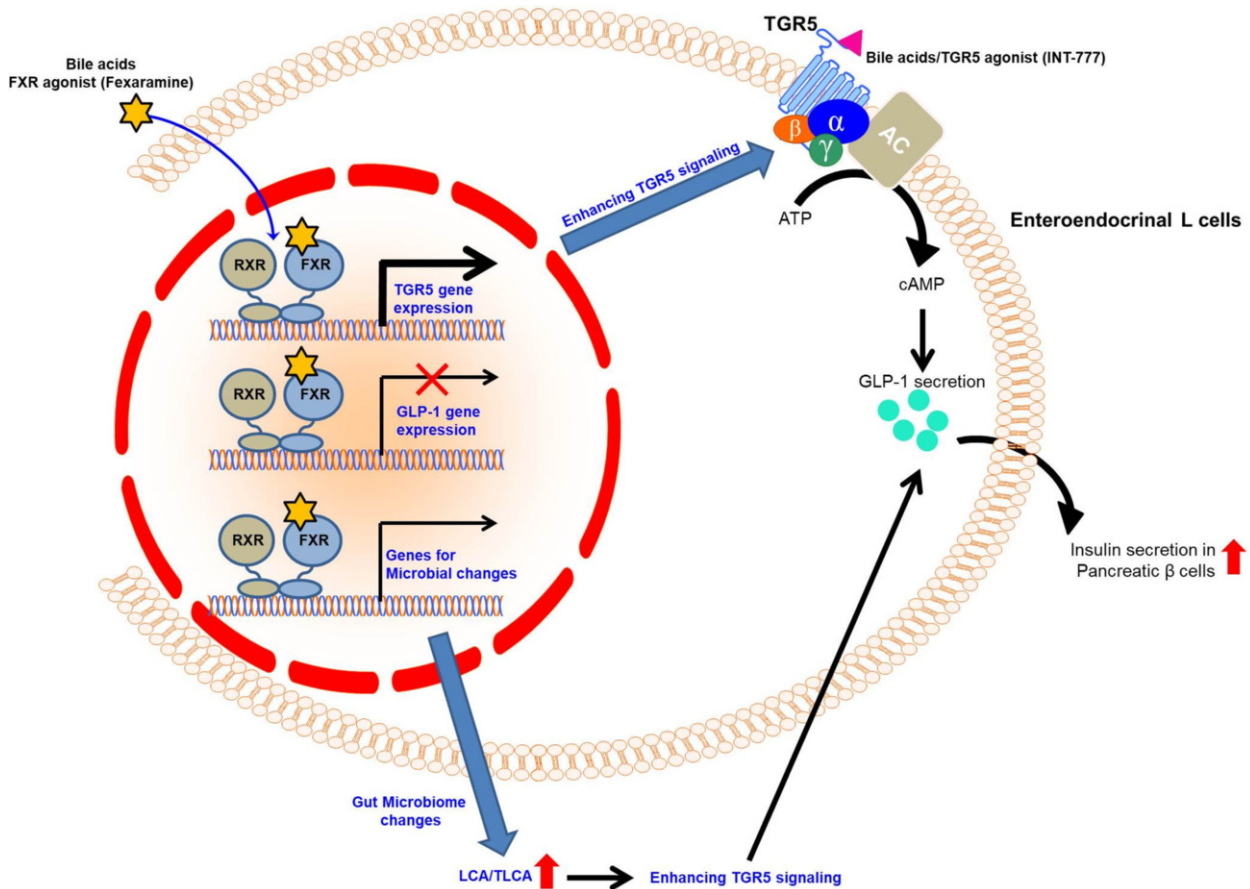 Bile acids
FXR agonist (Fexaramine)
TGR5
Bile acids/TGR5 agonist (INT-777)
β
α
γ
AC
Enhancing TGR5 signaling
ATP
Enteroendocrinal L cells
cAMP
RXR
FXR
TGR5 gene
expression
GLP-1 secretion
RXR
FXR
GLP-1 gene
expression
RXR
FXR
Genes for
Microbial changes
Insulin secretion in
Pancreatic β cells
Gut Microbiome
changes
LCA/TLCA
Enhancing TGR5 signaling